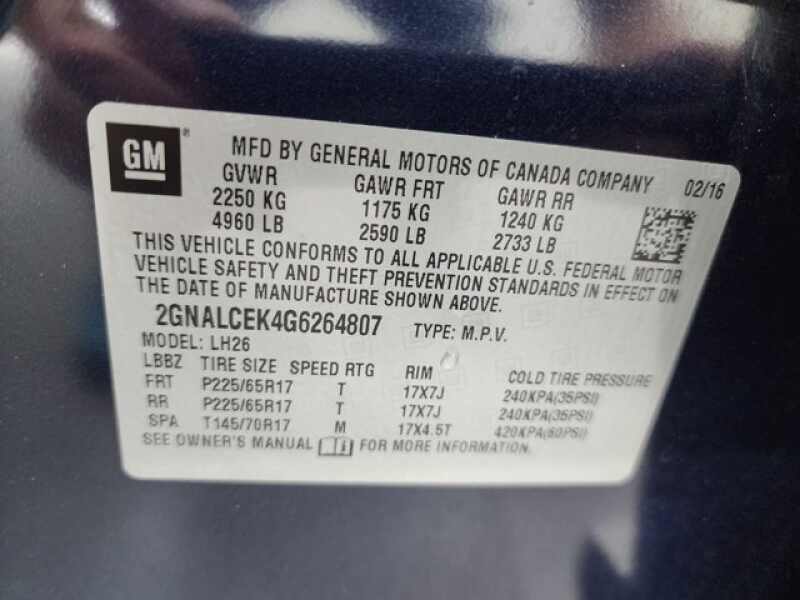 GM ® MFD BY GENERAL MOTORS OF CANADA COMPANY 02/16
GVWR GAWR FRT GAWR RR
2250 KG 1175 KG 1240 KG
4960 LB 2590 LB 2733 LB
THIS VEHICLE CONFORMS TO ALL APPLICABLE U.S. FEDERAL MOTOR
VEHICLE SAFETY AND THEFT PREVENTION STANDARDS IN EFFECT ON
THE DATE OF MANUFACTURE SHOWN ABOVE.
2GNALCEK4G6264807 TYPE: M.P.V.
MODEL: LH26
LBBZ TIRE SIZE SPEED RTG RIM COLD TIRE PRESSURE
FRT P225/65R17 T 17X7J 240KPA(35PSI)
RR P225/65R17 T 17X7J 240KPA(35PSI)
SPA T145/70R17 M 17X4.5T 420KPA(60PSI)
SEE OWNER'S MANUAL FOR MORE INFORMATION.